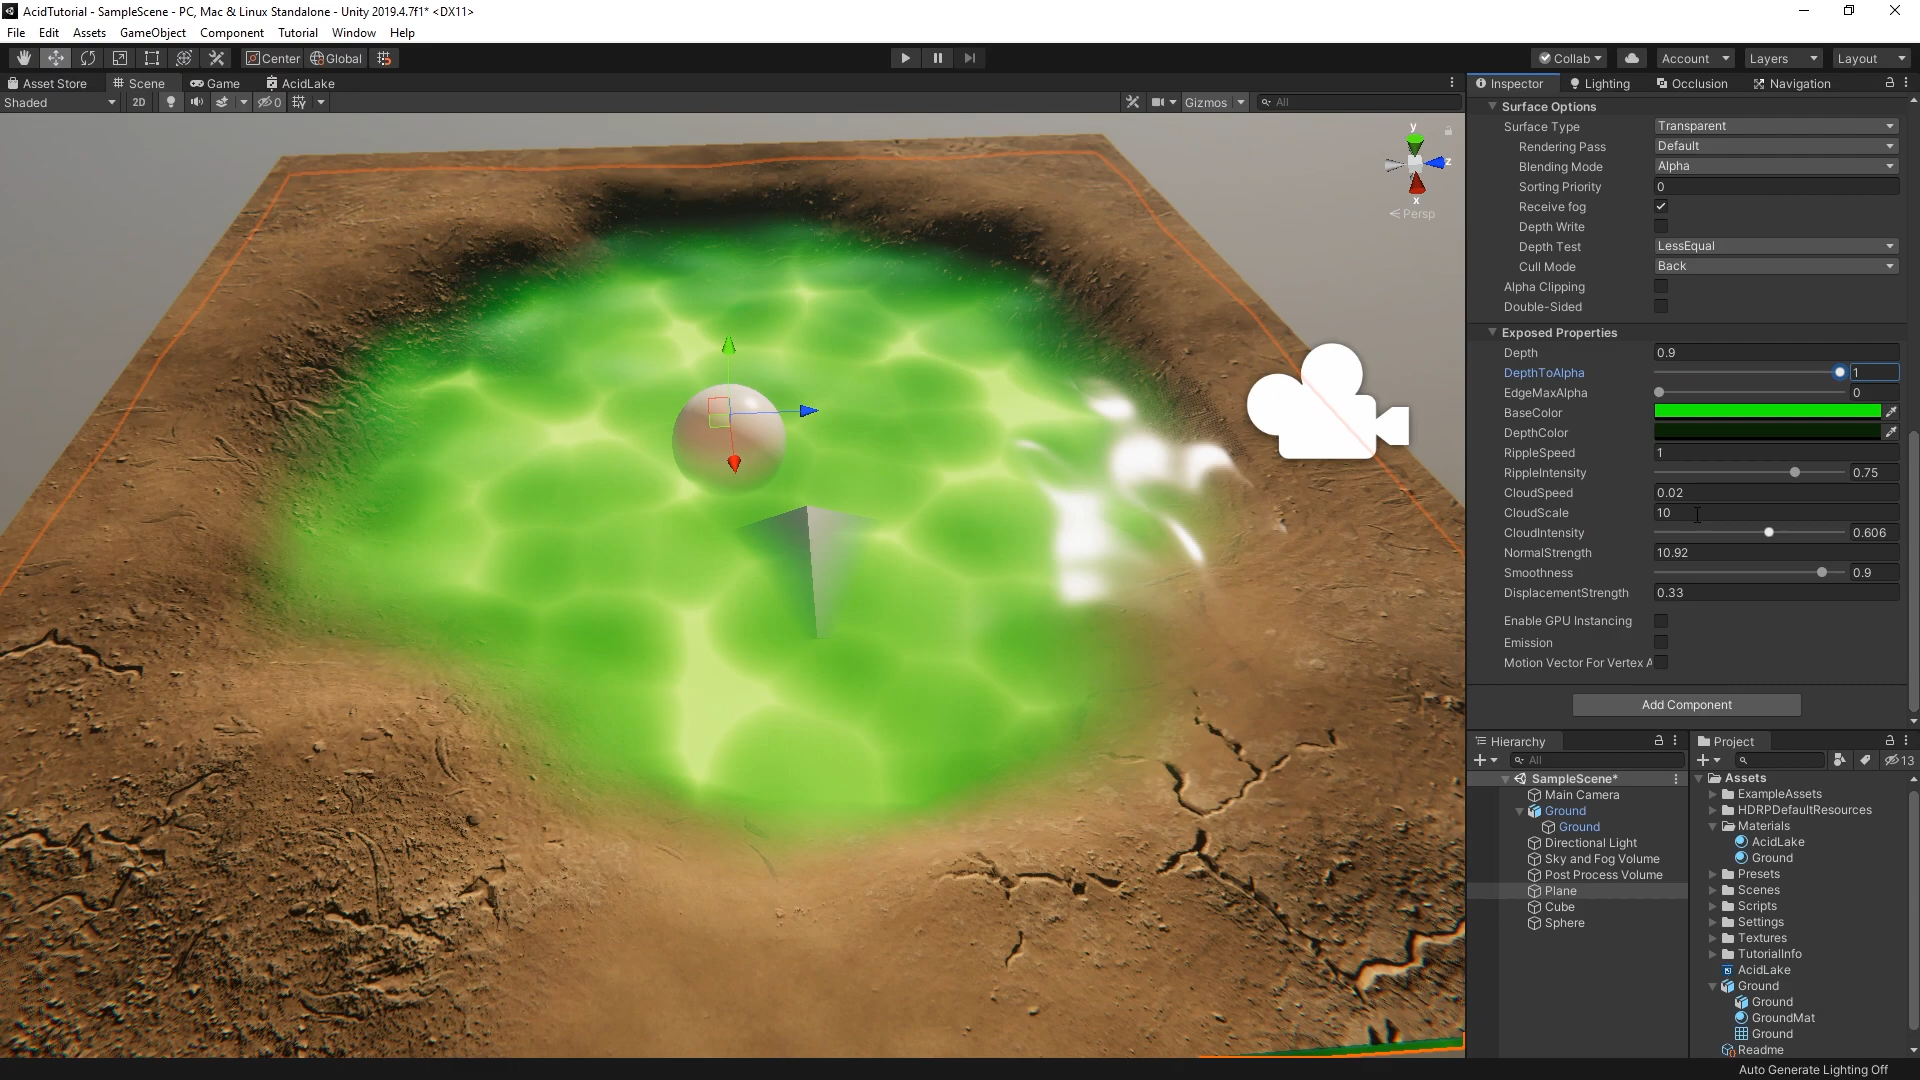 AcidTutorial - SampleScene - PC, Mac & Linux Standalone - Unity 2019.4.7f1* <DX11>
File Edit Assets GameObject Component Tutorial Window Help
Center Global Collab Account Layers Layout
Asset Store Scene Game AcidLake
Shaded 2D 0 Gizmos All
y
z
x
Persp
Inspector Lighting Occlusion Navigation
Surface Options
Surface Type Transparent
Rendering Pass Default
Blending Mode Alpha
Sorting Priority 0
Receive fog
Depth Write
Depth Test LessEqual
Cull Mode Back
Alpha Clipping
Double-Sided
Exposed Properties
Depth 0.9
DepthToAlpha 1
EdgeMaxAlpha 0
BaseColor
DepthColor
RippleSpeed 1
RippleIntensity 0.75
CloudSpeed 0.02
CloudScale 10
CloudIntensity 0.606
NormalStrength 10.92
Smoothness 0.9
DisplacementStrength 0.33
Enable GPU Instancing
Emission
Motion Vector For Vertex A
Add Component
Hierarchy
All
SampleScene*
Main Camera
Ground
Ground
Directional Light
Sky and Fog Volume
Post Process Volume
Plane
Cube
Sphere
Project
13
Assets
ExampleAssets
HDRPDefaultResources
Materials
AcidLake
Ground
Presets
Scenes
Scripts
Settings
Textures
TutorialInfo
AcidLake
Ground
Ground
GroundMat
Ground
Readme
Auto Generate Lighting Off